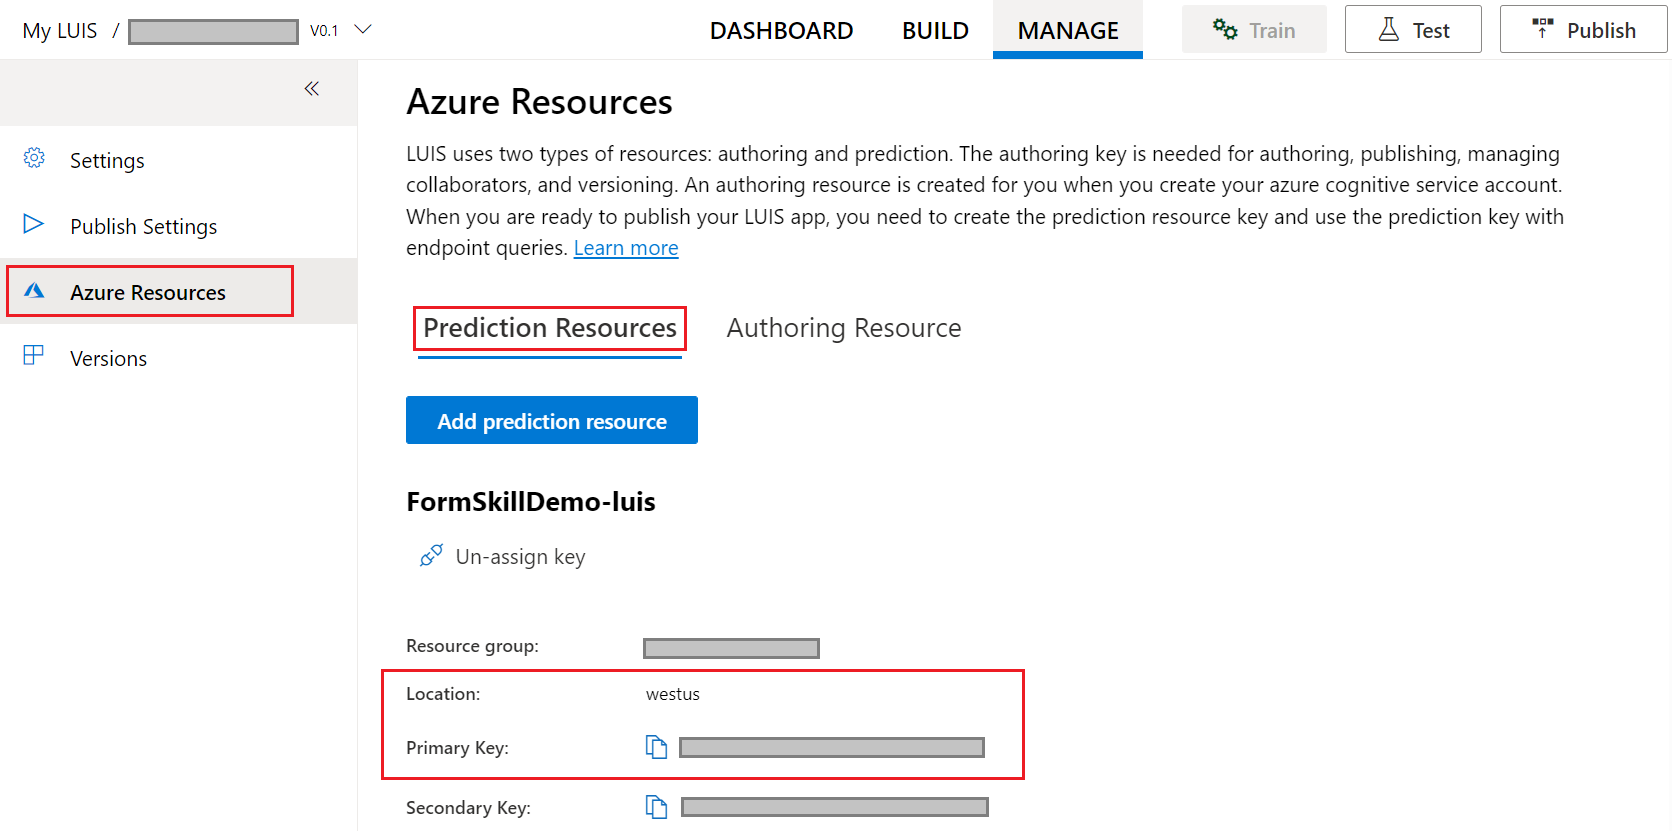 My LUIS / V0.1
DASHBOARD BUILD MANAGE Train Test Publish
Settings
Publish Settings
Azure Resources
Versions
Azure Resources
LUIS uses two types of resources: authoring and prediction. The authoring key is needed for authoring, publishing, managing
collaborators, and versioning. An authoring resource is created for you when you create your azure cognitive service account.
When you are ready to publish your LUIS app, you need to create the prediction resource key and use the prediction key with
endpoint queries. Learn more
Prediction Resources Authoring Resource
Add prediction resource
FormSkillDemo-luis
Un-assign key
Resource group:
Location: westus
Primary Key:
Secondary Key: